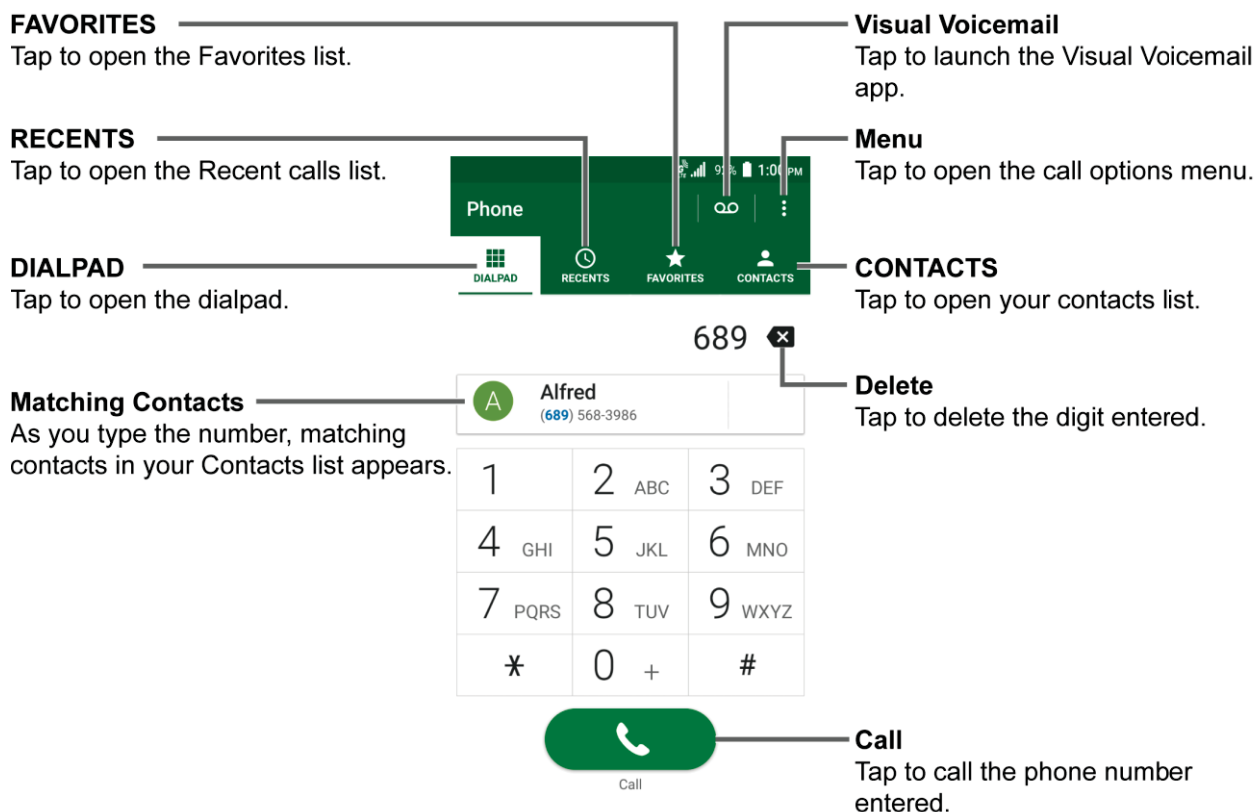 FAVORITES
Tap to open the Favorites list.
RECENTS
Tap to open the Recent calls list.
DIALPAD
Tap to open the dialpad.
Matching Contacts
As you type the number, matching
contacts in your Contacts list appears.
Visual Voicemail
Tap to launch the Visual Voicemail
app.
Menu
Tap to open the call options menu.
CONTACTS
Tap to open your contacts list.
Delete
Tap to delete the digit entered.
Call
Tap to call the phone number
entered.
PM
Phone
DIALPAD RECENTS FAVORITES CONTACTS
689
A Alfred
(689) 568-3986
1 2 ABC 3 DEF
4 GHI 5 JKL 6 MNO
7 PQRS 8 TUV 9 WXYZ
* 0 + #
Call